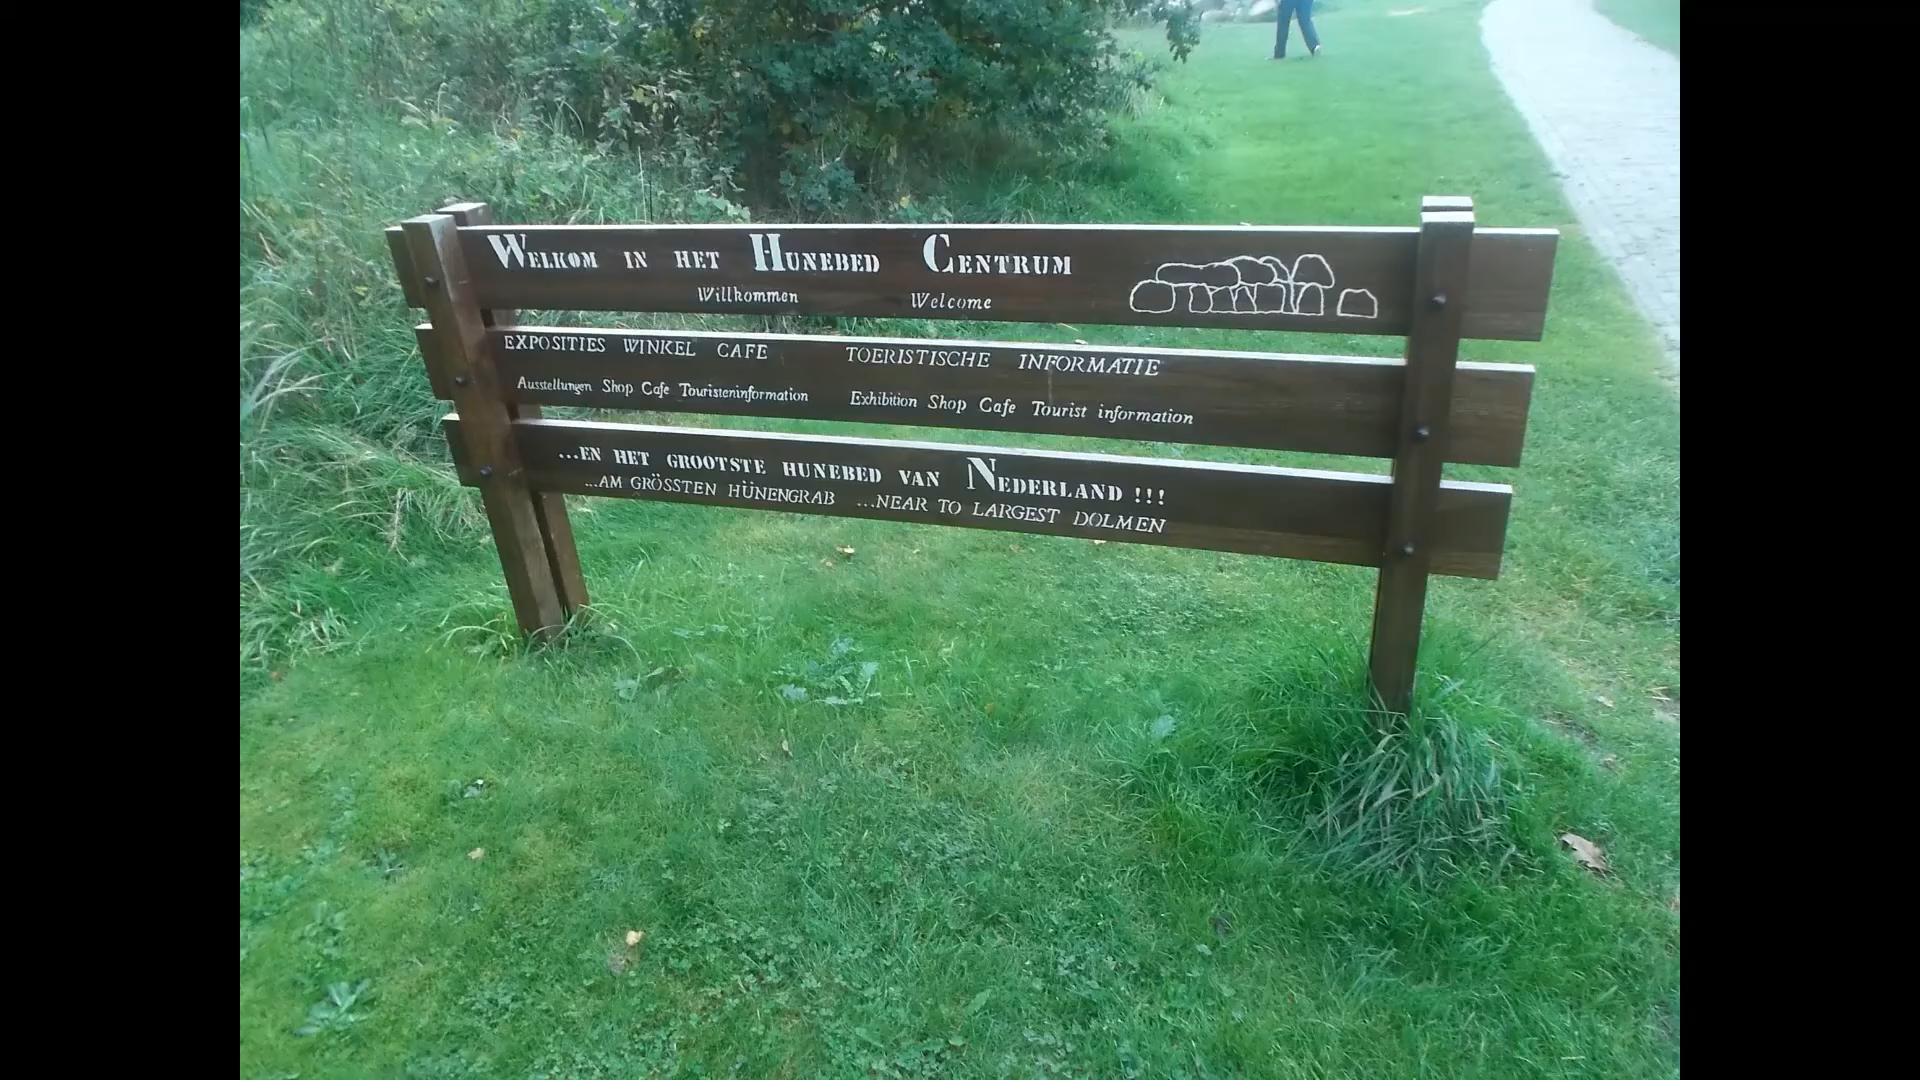 WELKOM IN HET HUNEBED CENTRUM
Willkommen Welcome
EXPOSITIES WINKEL CAFE TOERISTISCHE INFORMATIE
Ausstellungen Shop Cafe Touristeninformation Exhibition Shop Cafe Tourist information
...EN HET GROOTSTE HUNEBED VAN NEDERLAND !!!
...AM GRÖSSTEN HÜNENGRAB ...NEAR TO LARGEST DOLMEN